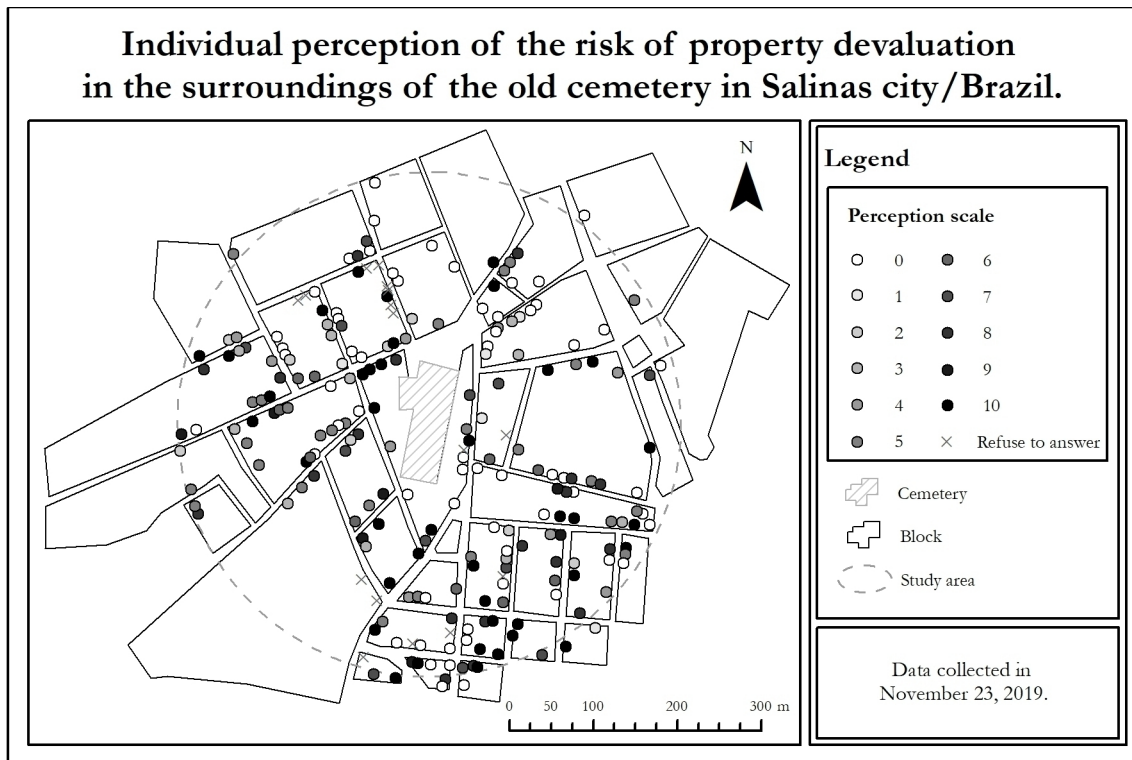 Individual perception of the risk of property devaluation
in the surroundings of the old cemetery in Salinas city/Brazil.
N
0 50 100 200 300 m
Legend
Perception scale
0 6
1 7
2 8
3 9
4 10
5 Refuse to answer
Cemetery
Block
Study area
Data collected in
November 23, 2019.